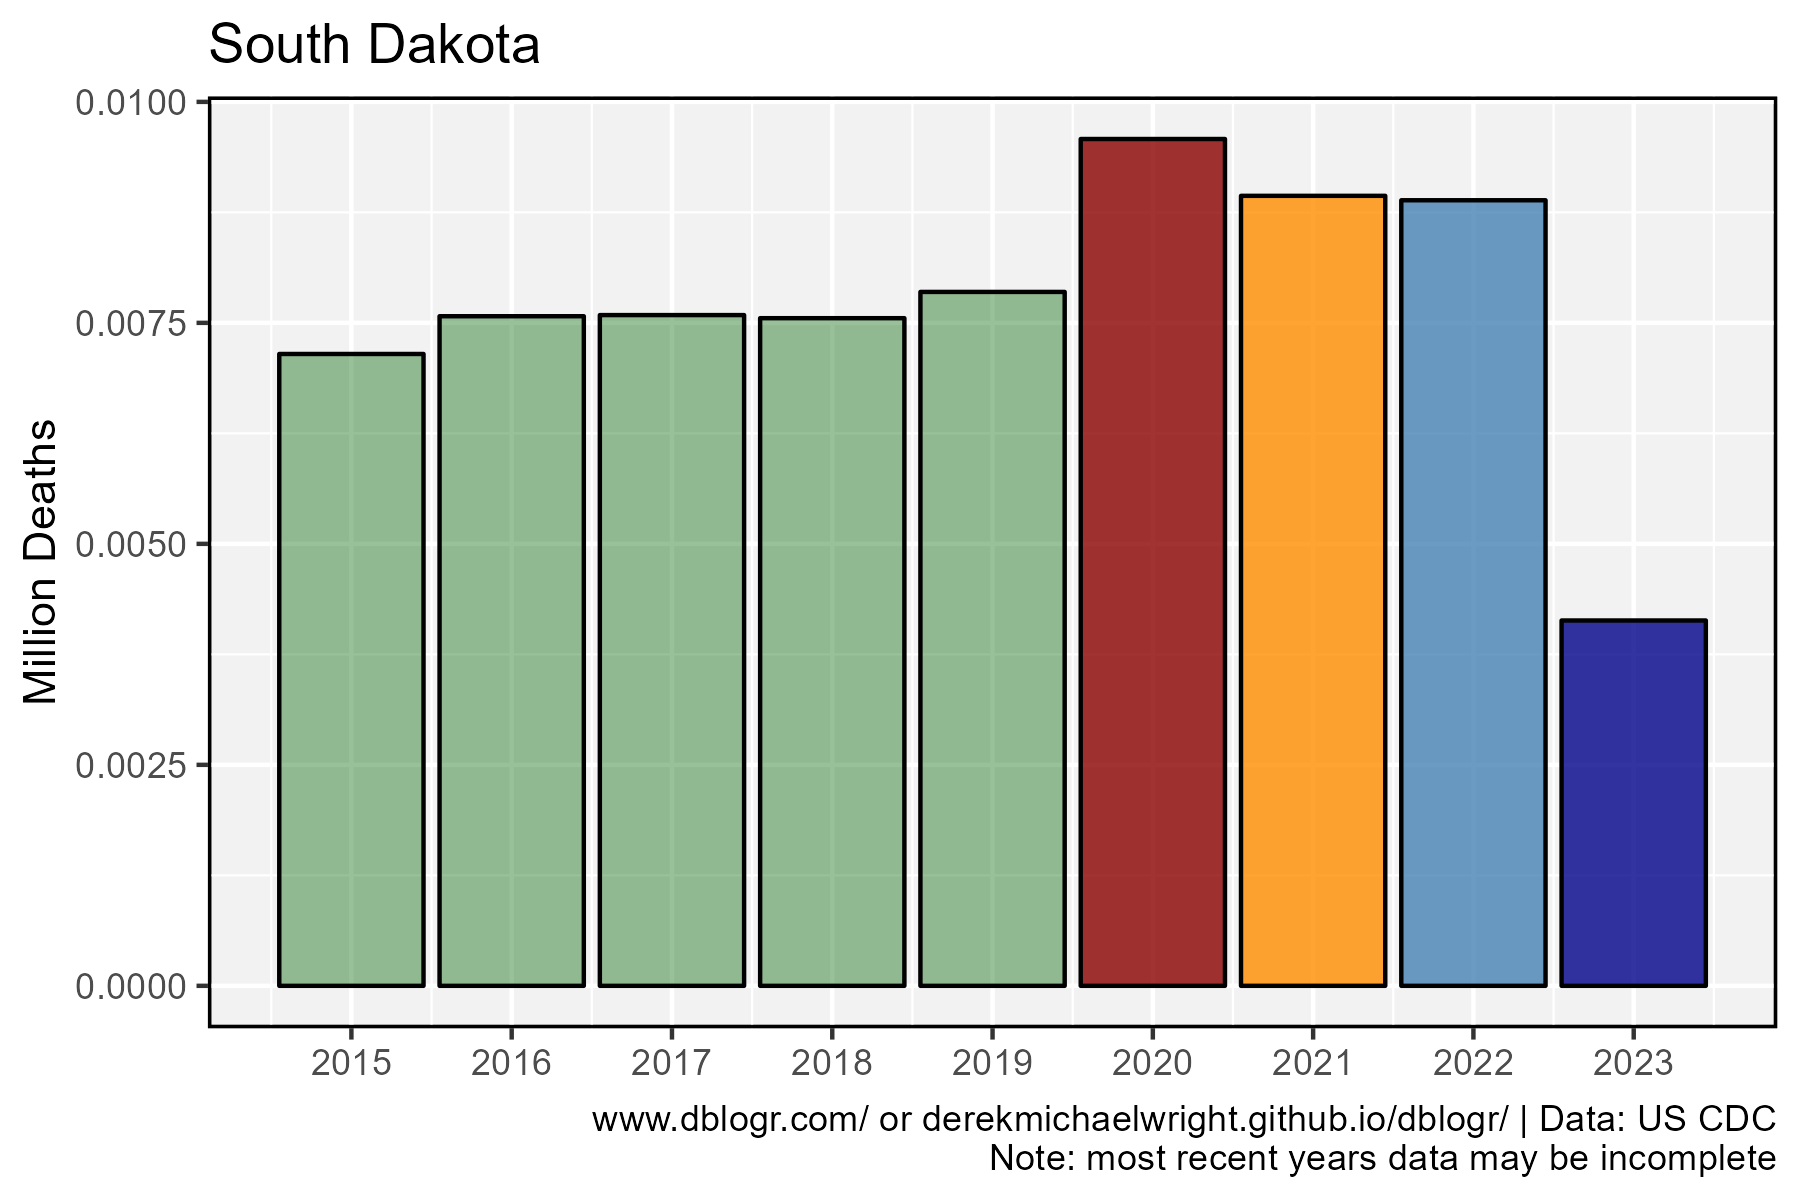 South Dakota
0.0100
0.0075
0.0050
0.0025
0.0000
Million Deaths
2015 2016 2017 2018 2019 2020 2021 2022 2023
www.dblogr.com/ or derekmichaelwright.github.io/dblogr/ | Data: US CDC
Note: most recent years data may be incomplete